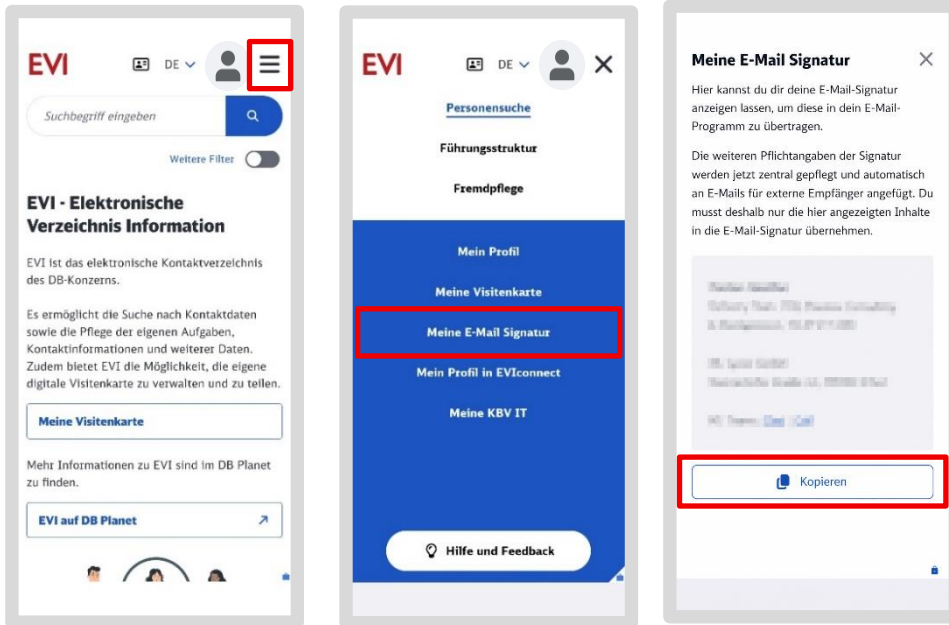 EVI
DE
Suchbegriff eingeben
Weitere Filter
EVI - Elektronische
Verzeichnis Information
EVI ist das elektronische Kontaktverzeichnis
des DB-Konzerns.
Es ermöglicht die Suche nach Kontaktdaten
sowie die Pflege der eigenen Aufgaben,
Kontaktinformationen und weiterer Daten.
Zudem bietet EVI die Möglichkeit, die eigene
digitale Visitenkarte zu verwalten und zu teilen.
Meine Visitenkarte
Mehr Informationen zu EVI sind im DB Planet
zu finden.
EVI auf DB Planet
EVI
DE
Personensuche
Führungsstruktur
Fremdpflege
Mein Profil
Meine Visitenkarte
Meine E-Mail Signatur
Mein Profil in EVIconnect
Meine KBV IT
Hilfe und Feedback
Meine E-Mail Signatur
Hier kannst du dir deine E-Mail-Signatur
anzeigen lassen, um diese in dein E-Mail-
Programm zu übertragen.
Die weiteren Pflichtangaben der Signatur
werden jetzt zentral gepflegt und automatisch
an E-Mails für externe Empfänger angefügt. Du
musst deshalb nur die hier angezeigten Inhalte
in die E-Mail-Signatur übernehmen.
Kopieren